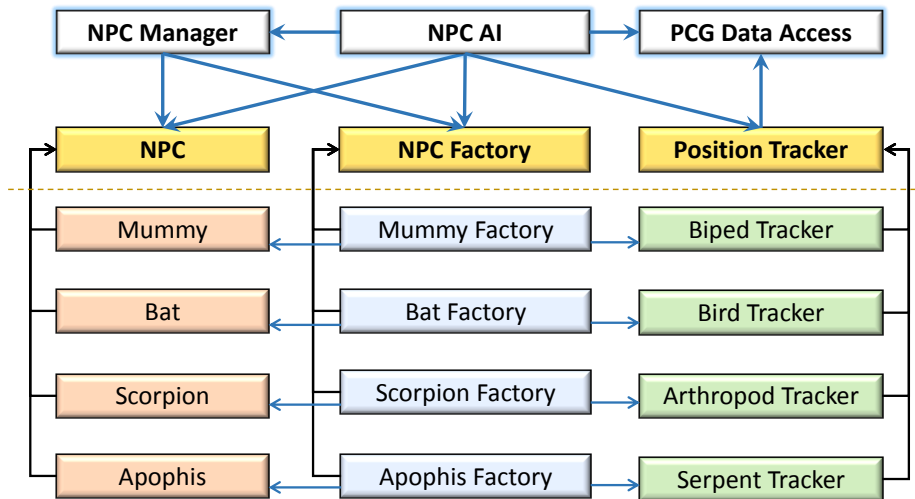 NPC Manager
NPC AI
PCG Data Access
NPC
NPC Factory
Position Tracker
Mummy
Mummy Factory
Biped Tracker
Bat
Bat Factory
Bird Tracker
Scorpion
Scorpion Factory
Arthropod Tracker
Apophis
Apophis Factory
Serpent Tracker